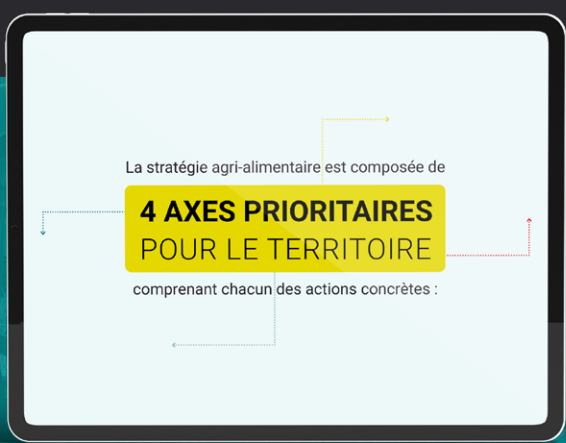 La stratégie agri-alimentaire est composée de
4 AXES PRIORITAIRES
POUR LE TERRITOIRE
comprenant chacun des actions concrètes :